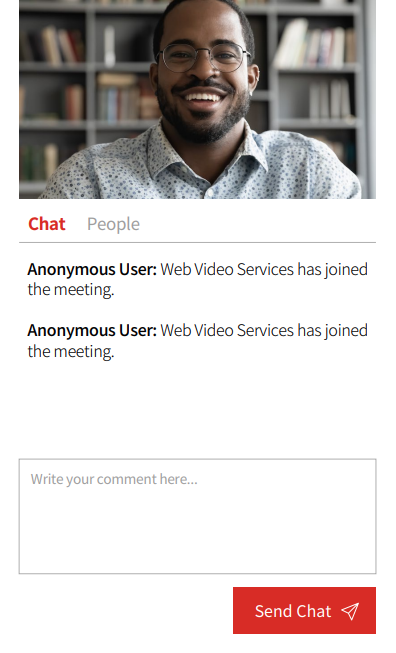 Chat People
Anonymous User: Web Video Services has joined
the meeting.
Anonymous User: Web Video Services has joined
the meeting.
Write your comment here...
Send Chat